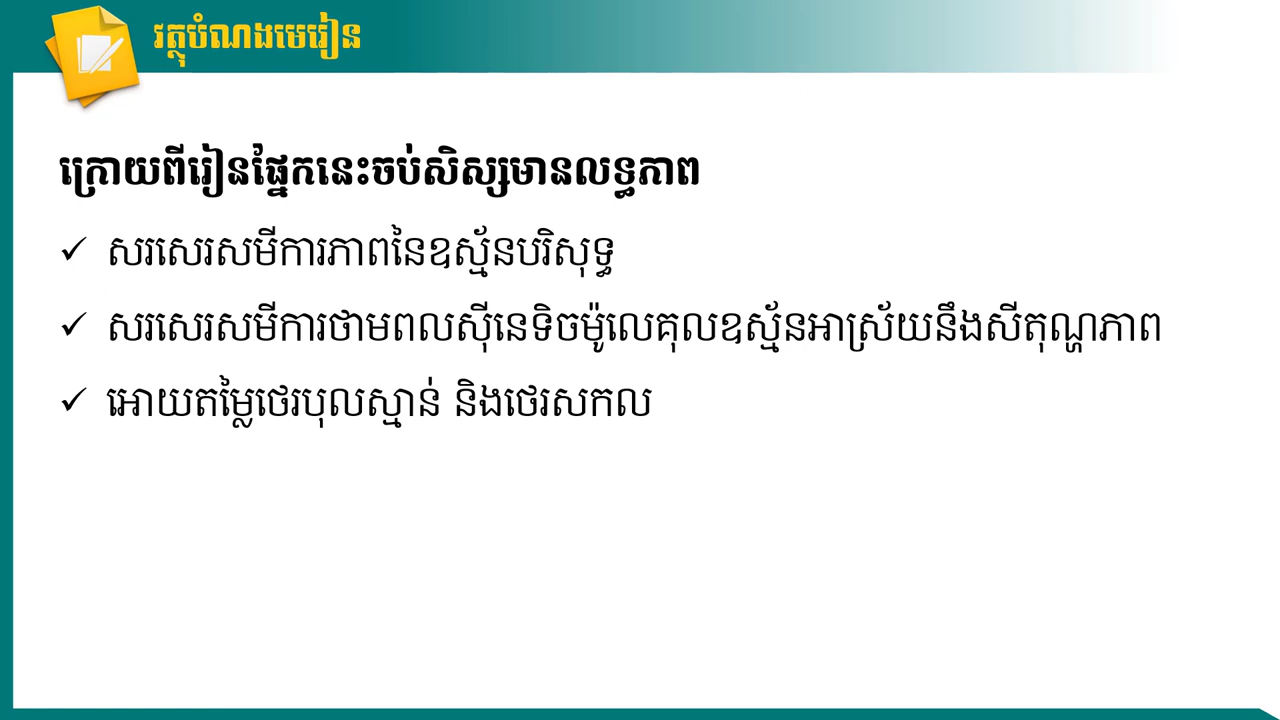 វត្ថុបំណងមេរៀន
ក្រោយពីរៀនផ្នែកនេះចប់សិស្សមានលទ្ធភាព
✓ សរសេរសមីការភាពនៃឧស្ម័នបរិសុទ្ធ
✓ សរសេរសមីការថាមពលស៊ីនេទិចម៉ូលេគុលឧស្ម័នអាស្រ័យនឹងសីតុណ្ហភាព
✓ អោយតម្លៃថេរបុលស្មាន់ និងថេរសកល